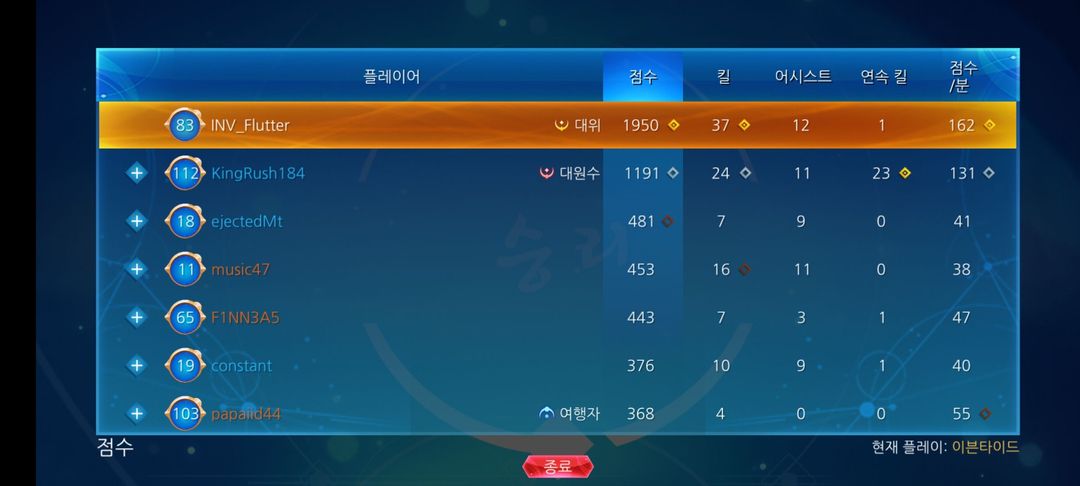 플레이어 점수 킬 어시스트 연속 킬 점수
/분
83 INV_Flutter 대위 1950 37 12 1 162
112 KingRush184 대원수 1191 24 11 23 131
18 ejectedMt 481 7 9 0 41
11 music47 453 16 11 0 38
65 F1NN3A5 443 7 3 1 47
19 constant 376 10 9 1 40
103 papaiid44 여행자 368 4 0 0 55
승리
점수
현재 플레이: 이븐타이드
종료